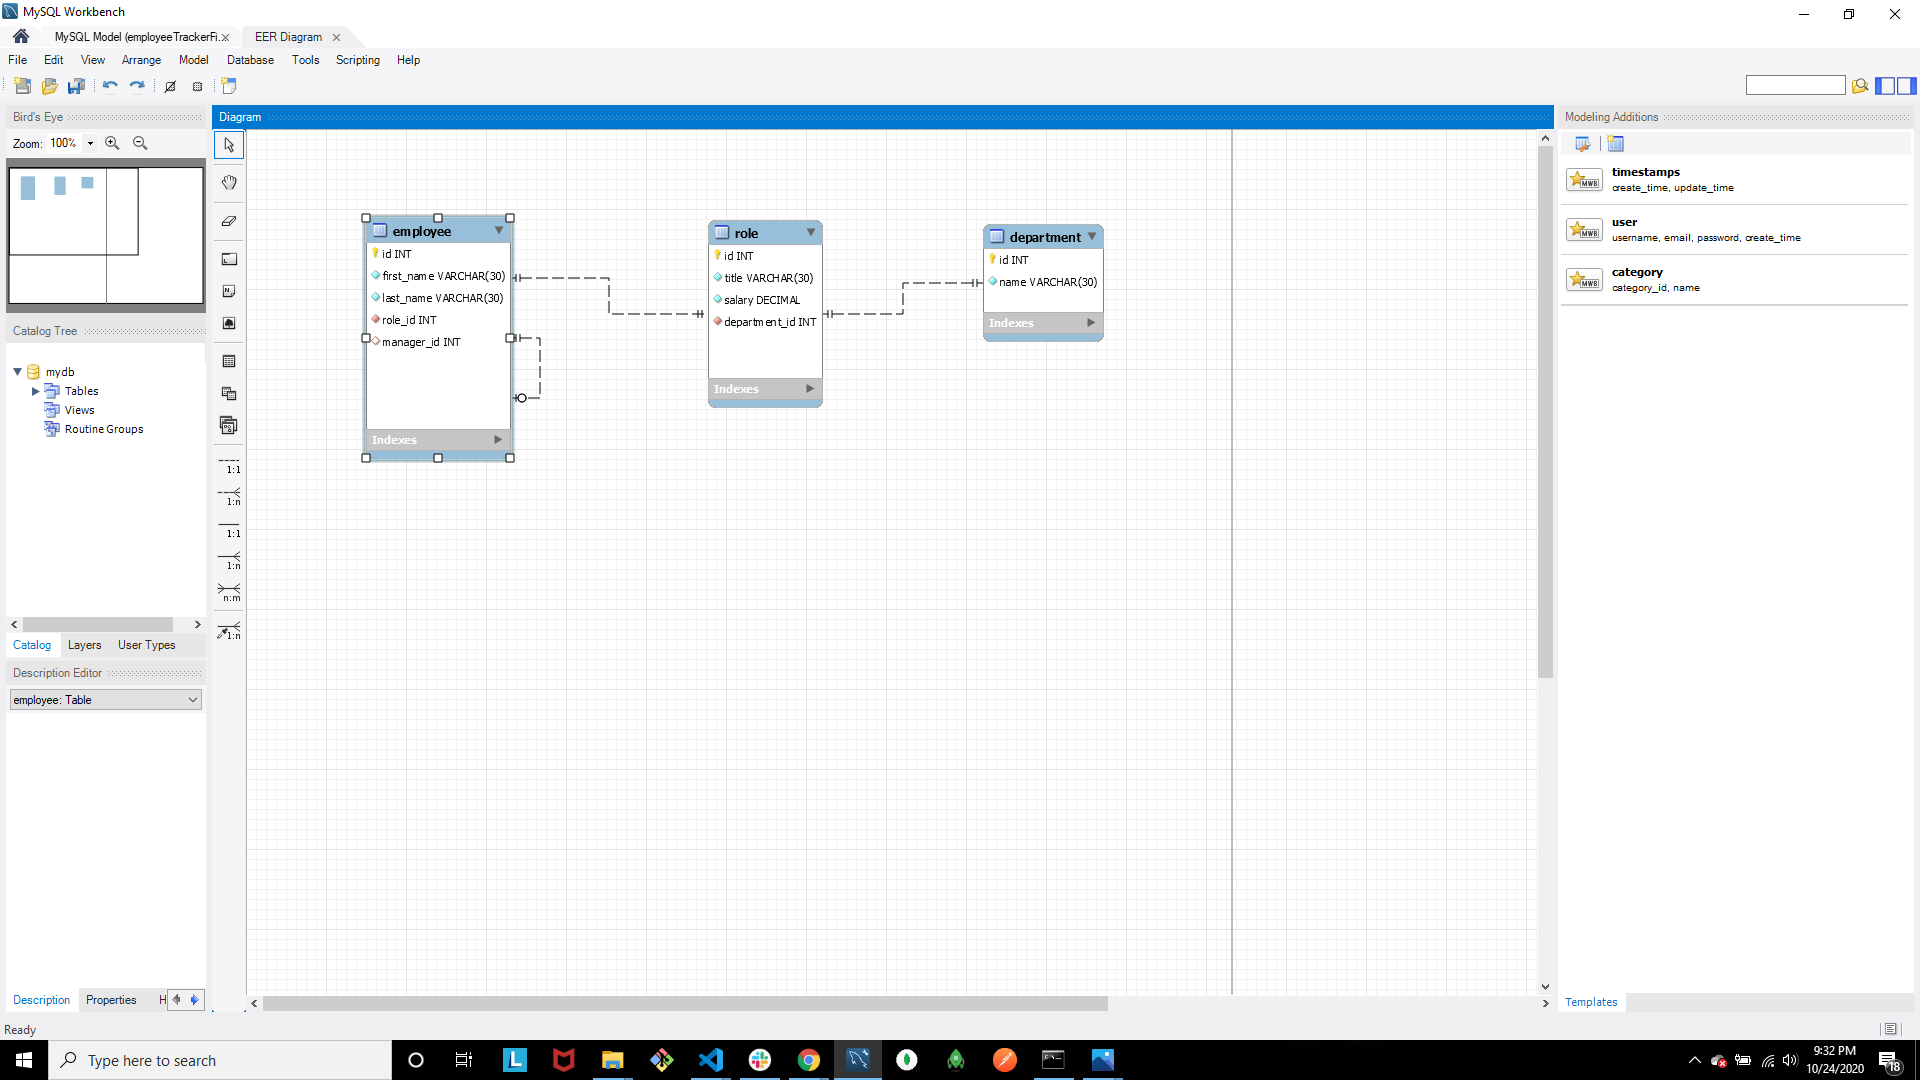 MySQL Workbench
MySQL Model (employeeTrackerFi...
EER Diagram
File Edit View Arrange Model Database Tools Scripting Help
Bird's Eye
Zoom: 100%
Catalog Tree
mydb
Tables
Views
Routine Groups
Catalog Layers User Types
Description Editor
employee: Table
Description Properties H
Diagram
1:1
1:n
1:1
1:n
n:m
1:n
employee
id INT
first_name VARCHAR(30)
last_name VARCHAR(30)
role_id INT
manager_id INT
Indexes
role
id INT
title VARCHAR(30)
salary DECIMAL
department_id INT
Indexes
department
id INT
name VARCHAR(30)
Indexes
Modeling Additions
MWB
timestamps
create_time, update_time
MWB
user
username, email, password, create_time
MWB
category
category_id, name
Templates
Ready
Type here to search
L
9:32 PM
10/24/2020
18